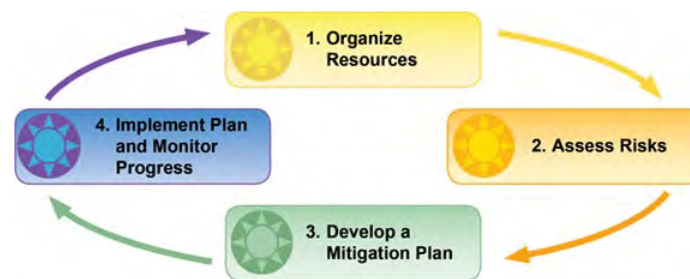 1. Organize
Resources
2. Assess Risks
3. Develop a
Mitigation Plan
4. Implement Plan
and Monitor
Progress